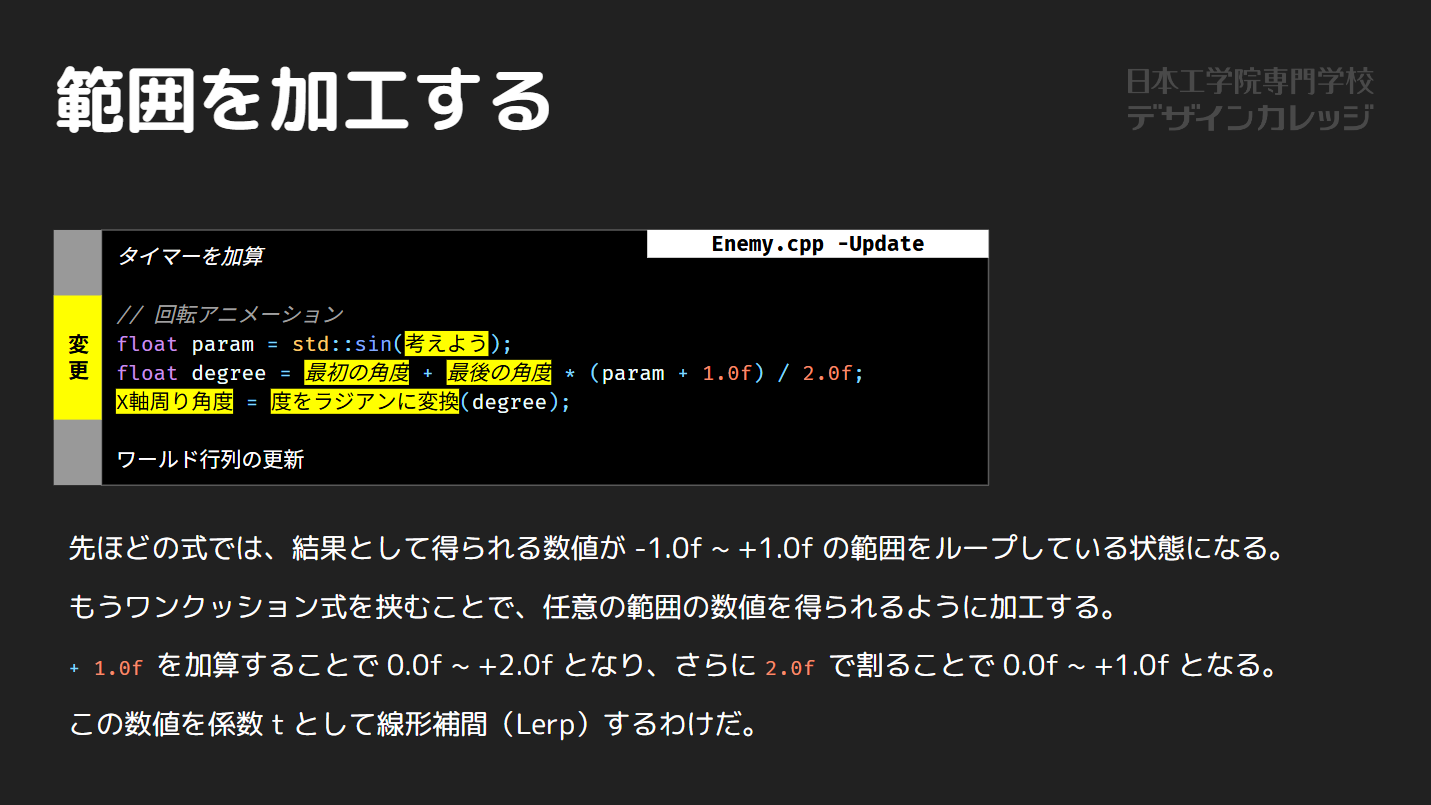 範囲を加工する
日本工学院専門学校
デザインカレッジ
Enemy.cpp -Update
タイマーを加算
// 回転アニメーション
変更
float param = std::sin(考えよう);
float degree = 最初の角度 + 最後の角度 * (param + 1.0f) / 2.0f;
X軸周り角度 = 度をラジアンに変換(degree);
ワールド行列の更新
先ほどの式では、結果として得られる数値が -1.0f ~ +1.0f の範囲をループしている状態になる。
もうワンクッション式を挟むことで、任意の範囲の数値を得られるように加工する。
+ 1.0f を加算することで 0.0f ~ +2.0f となり、さらに 2.0f で割ることで 0.0f ~ +1.0f となる。
この数値を係数 t として線形補間（Lerp）するわけだ。